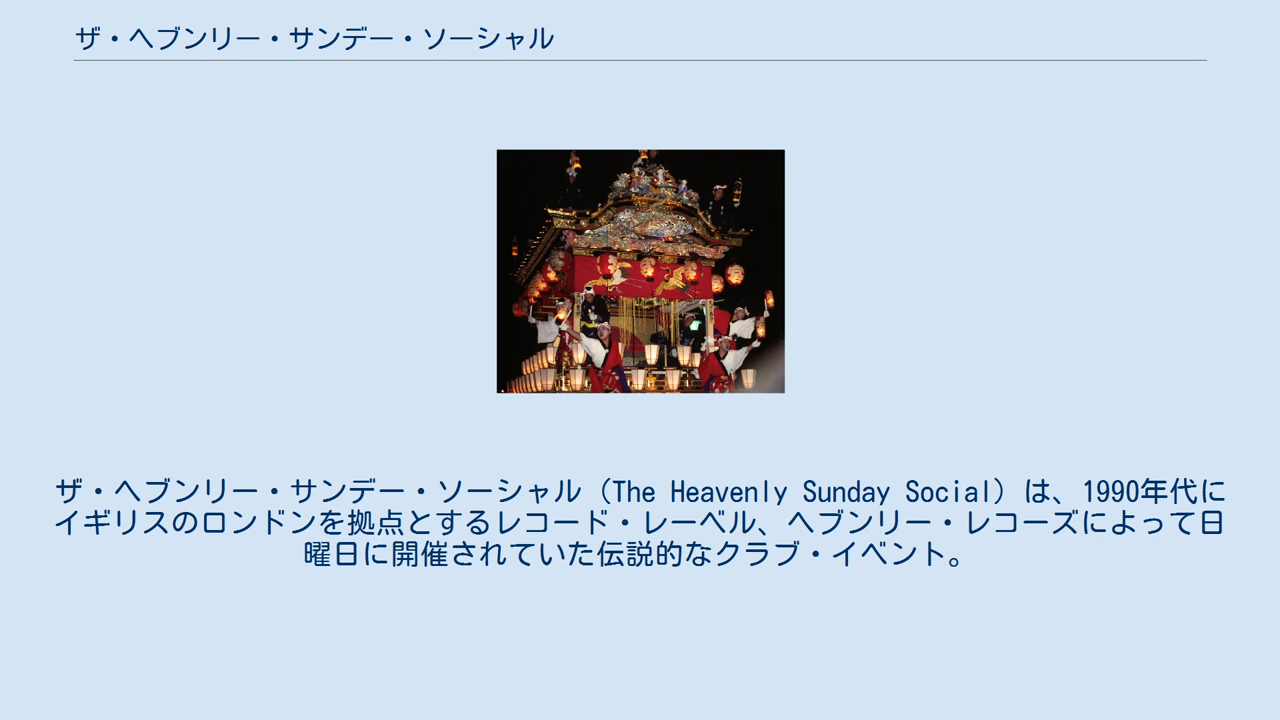 ザ・ヘブンリー・サンデー・ソーシャル
ザ・ヘブンリー・サンデー・ソーシャル（The Heavenly Sunday Social）は、1990年代に
イギリスのロンドンを拠点とするレコード・レーベル、ヘブンリー・レコーズによって日
曜日に開催されていた伝説的なクラブ・イベント。